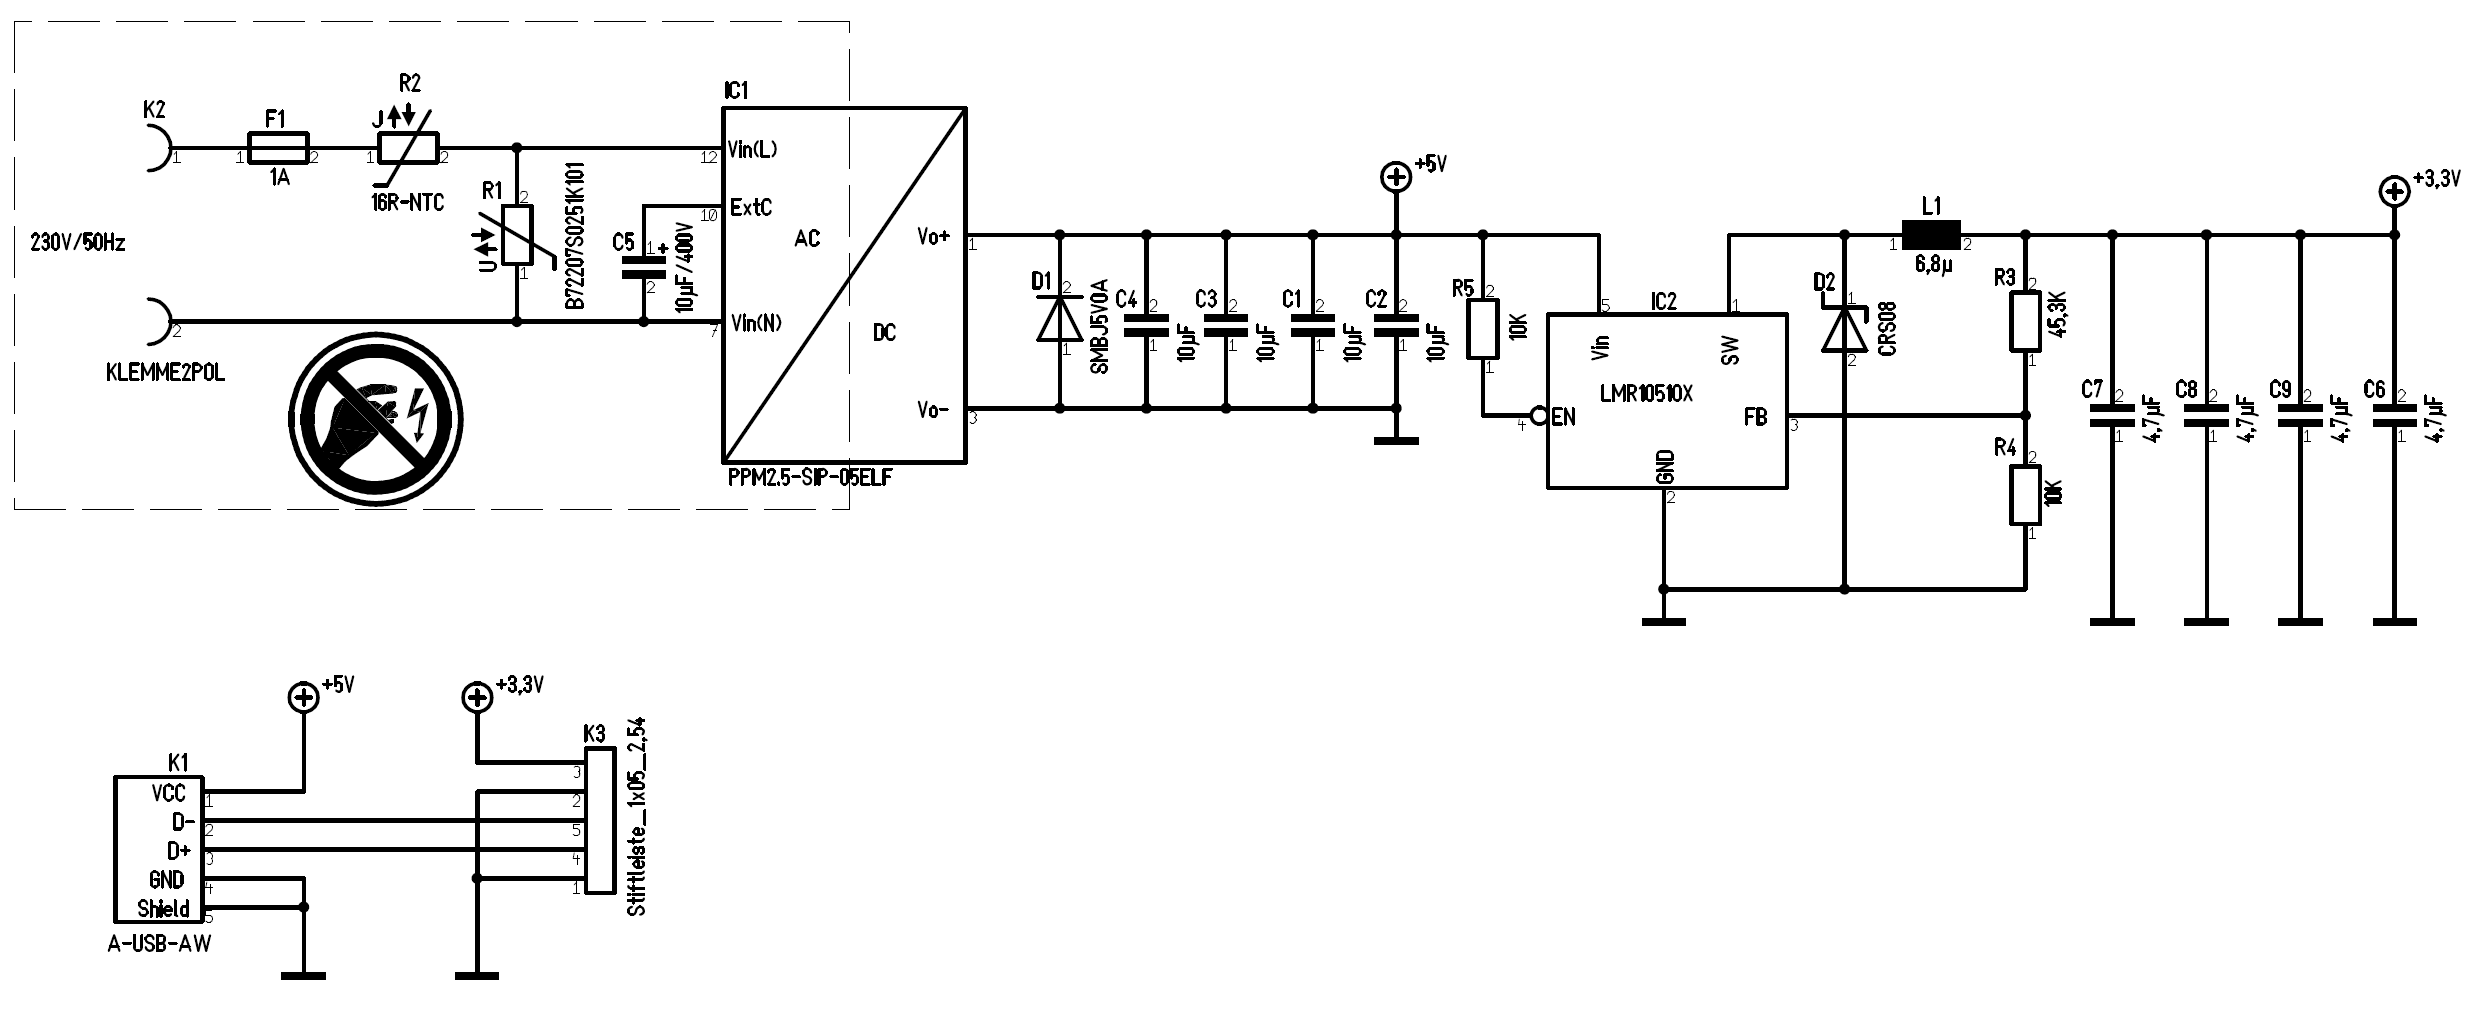 K2
1
F1
1
2
1A
R2
J
1
2
16R-NTC
R1
2
1
U
B72207S0251K101
230V/50Hz
2
KLEMME2POL
C5
1
+
2
10µF/400V
IC1
Vin(L)
12
ExtC
10
Vin(N)
7
AC
DC
Vo+
1
Vo-
3
PPM2.5-SIP-05ELF
D1
2
1
SMBJ5V0A
C4
2
1
10µF
C3
2
1
10µF
C1
2
1
10µF
+5V
C2
2
1
10µF
R5
2
1
10K
IC2
5
Vin
1
SW
LMR10510X
4
EN
FB
3
GND
2
D2
1
2
CRS08
L1
1
2
6,8µ
R3
2
1
45,3K
R4
2
1
10K
C7
2
1
4,7µF
C8
2
1
4,7µF
C9
2
1
4,7µF
+3,3V
C6
2
1
4,7µF
+5V
K1
VCC
1
D-
2
D+
3
GND
4
Shield
5
A-USB-AW
+3,3V
K3
3
2
5
4
1
Stiftleiste_1x05_2,54